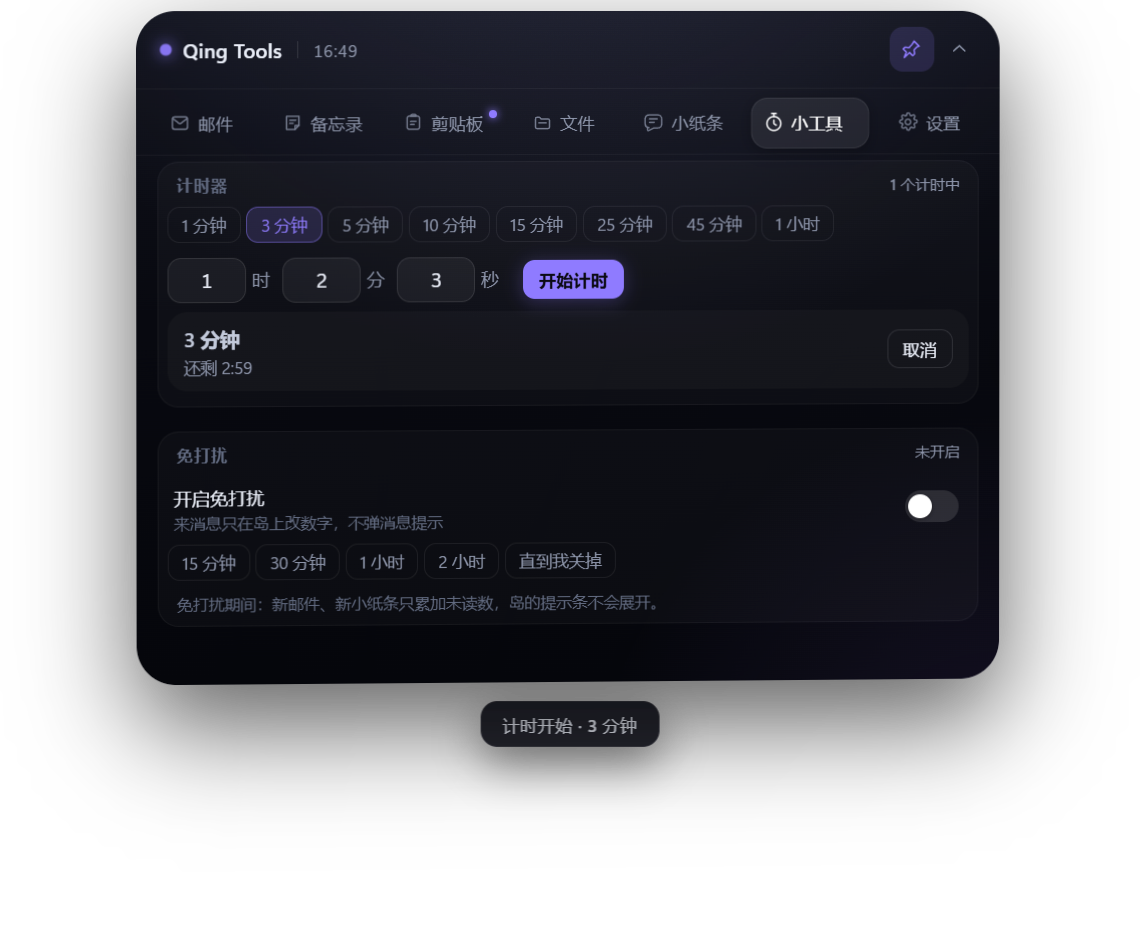 Qing Tools 16:49
邮件 备忘录 剪贴板 文件 小纸条 小工具 设置
计时器 1 个计时中
1 分钟 3 分钟 5 分钟 10 分钟 15 分钟 25 分钟 45 分钟 1 小时
1 时 2 分 3 秒 开始计时
3 分钟
还剩 2:59
取消
免打扰 未开启
开启免打扰
来消息只在岛上改数字，不弹消息提示
15 分钟 30 分钟 1 小时 2 小时 直到我关掉
免打扰期间：新邮件、新小纸条只累加未读数，岛的提示条不会展开。
计时开始 · 3 分钟